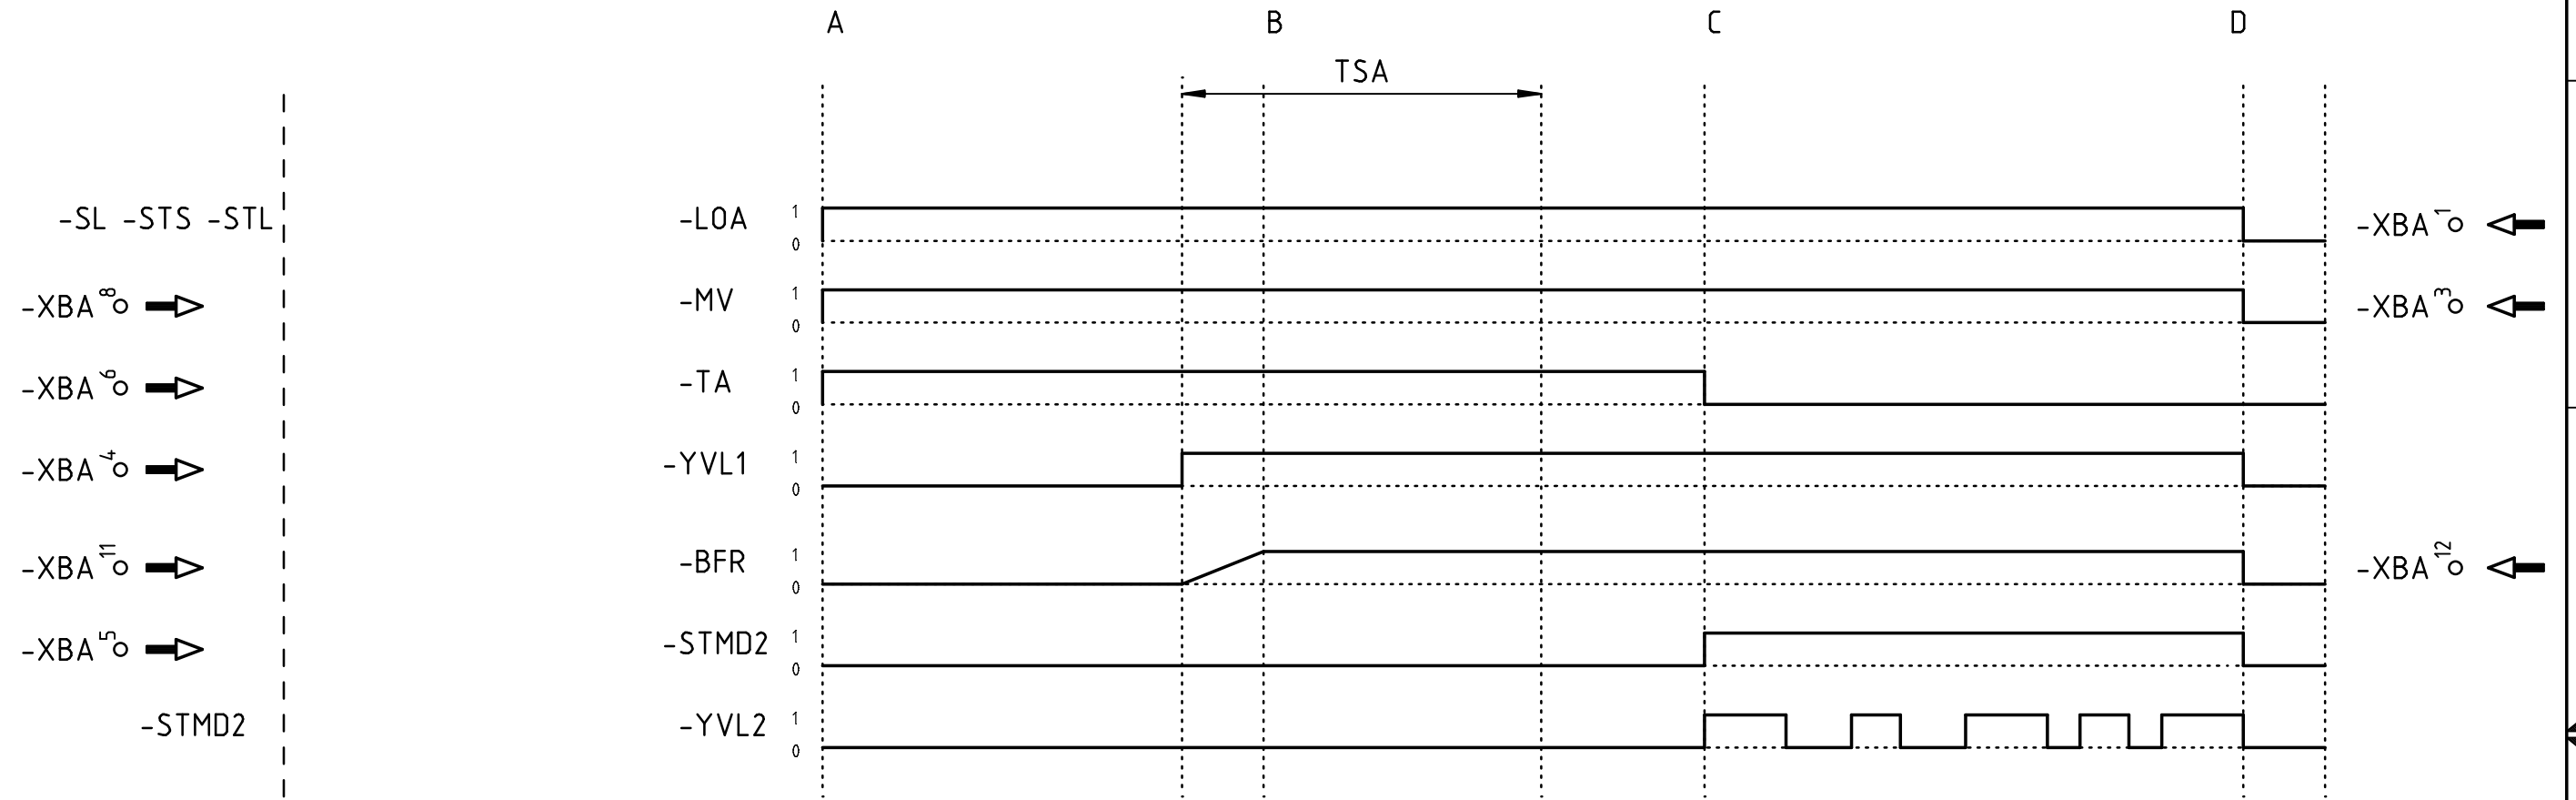 A B C D
TSA
-SL -STS -STL -LOA 1 0 -XBA 1
-XBA 8 -MV 1 0 -XBA 3
-XBA 6 -TA 1 0
-XBA 4 -YVL1 1 0
-XBA 11 -BFR 1 0 -XBA 12
-XBA 5 -STMD2 1 0
-STMD2 -YVL2 1 0